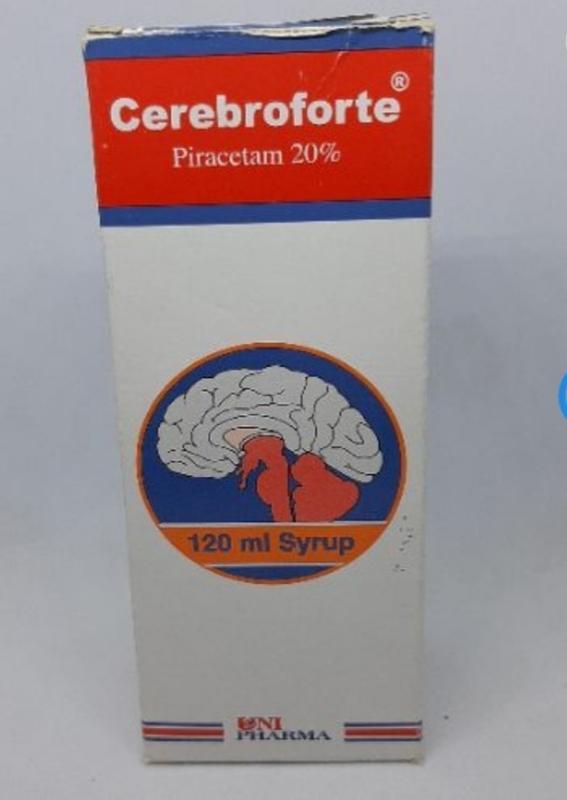 Cerebroforte®
Piracetam 20%
120 ml Syrup
UNI
PHARMA